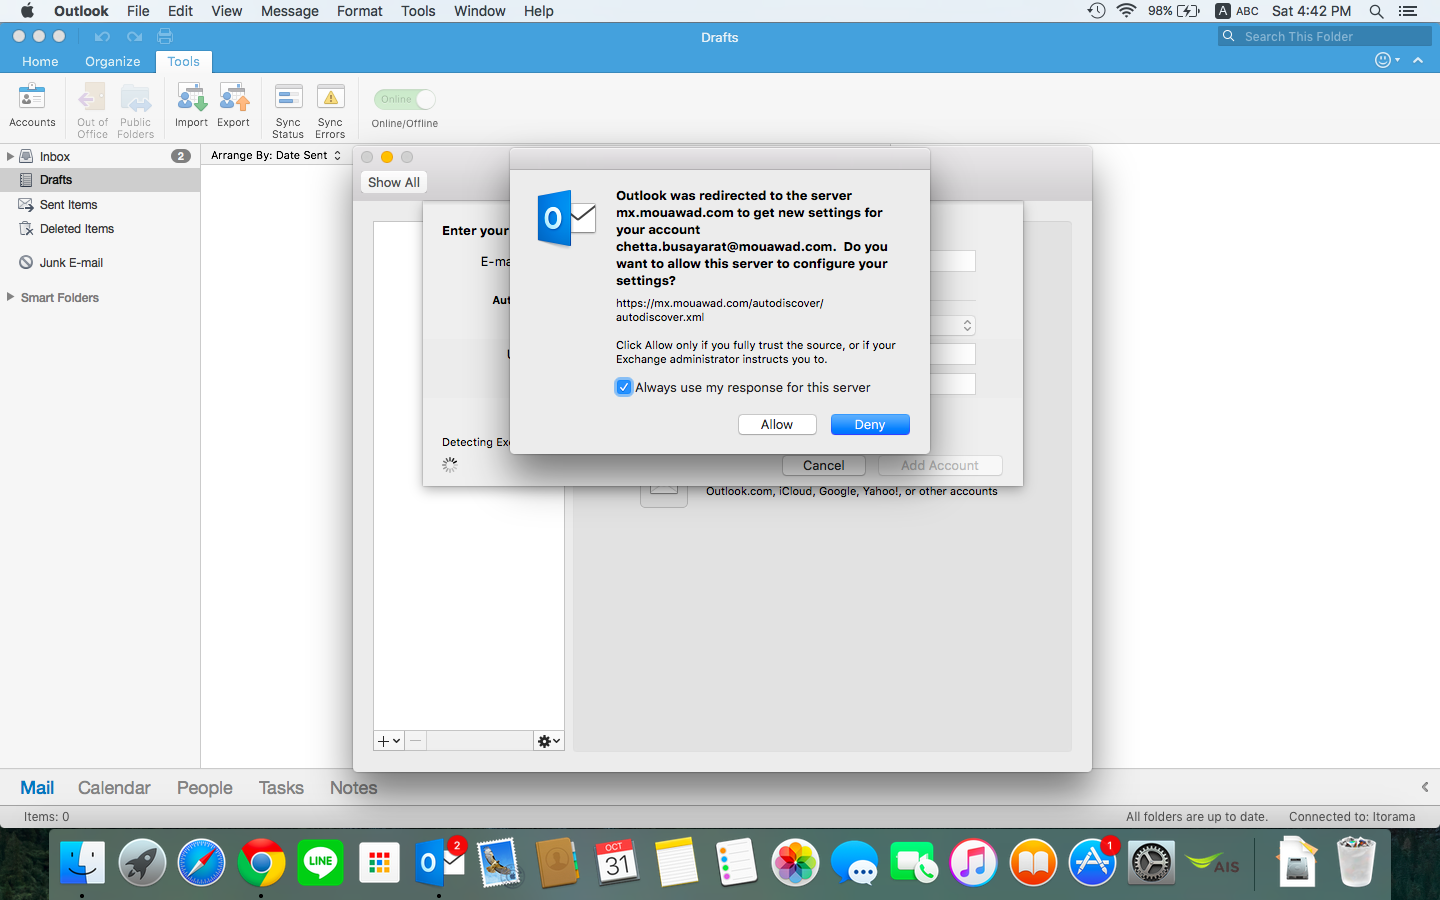 Outlook File Edit View Message Format Tools Window Help 98% A ABC Sat 4:42 PM
Drafts Search This Folder
Home Organize Tools
Online
Accounts Out of Office Public Folders Import Export Sync Status Sync Errors Online/Offline
Inbox 2
Drafts
Sent Items
Deleted Items
Junk E-mail
Smart Folders
Arrange By: Date Sent
Show All
Enter your
E-ma
Aut
U
Detecting Exc
Outlook was redirected to the server
mx.mouawad.com to get new settings for
your account
chetta.busayarat@mouawad.com. Do you
want to allow this server to configure your
settings?
https://mx.mouawad.com/autodiscover/
autodiscover.xml
Click Allow only if you fully trust the source, or if your
Exchange administrator instructs you to.
Always use my response for this server
Allow Deny
Cancel Add Account
Outlook.com, iCloud, Google, Yahoo!, or other accounts
Mail Calendar People Tasks Notes
Items: 0 All folders are up to date. Connected to: Itorama
LINE O 2 OCT 31 1 AIS